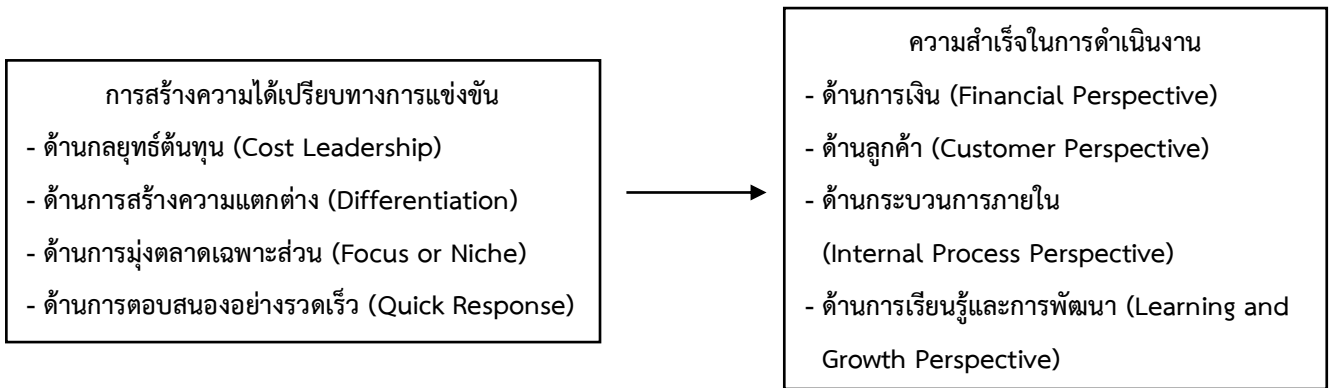 การสร้างความได้เปรียบทางการแข่งขัน
- ด้านกลยุทธ์ต้นทุน (Cost Leadership)
- ด้านการสร้างความแตกต่าง (Differentiation)
- ด้านการมุ่งตลาดเฉพาะส่วน (Focus or Niche)
- ด้านการตอบสนองอย่างรวดเร็ว (Quick Response)
ความสำเร็จในการดำเนินงาน
- ด้านการเงิน (Financial Perspective)
- ด้านลูกค้า (Customer Perspective)
- ด้านกระบวนการภายใน
(Internal Process Perspective)
- ด้านการเรียนรู้และการพัฒนา (Learning and
Growth Perspective)